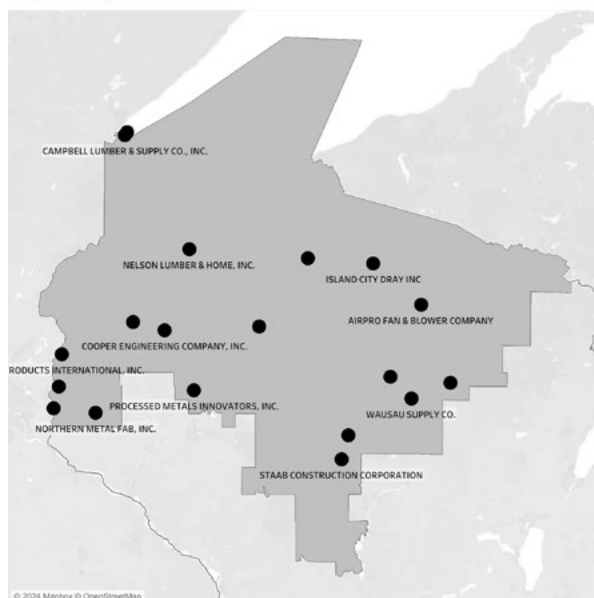 CAMPBELL LUMBER & SUPPLY CO., INC.
NELSON LUMBER & HOME, INC.
ISLAND CITY DRAY INC
AIRPRO FAN & BLOWER COMPANY
COOPER ENGINEERING COMPANY, INC.
RODUCTS INTERNATIONAL, INC.
PROCESSED METALS INNOVATORS, INC.
WAUSAU SUPPLY CO.
NORTHERN METAL FAB, INC.
STAAB CONSTRUCTION CORPORATION
© 2024 Mapbox © OpenStreetMap